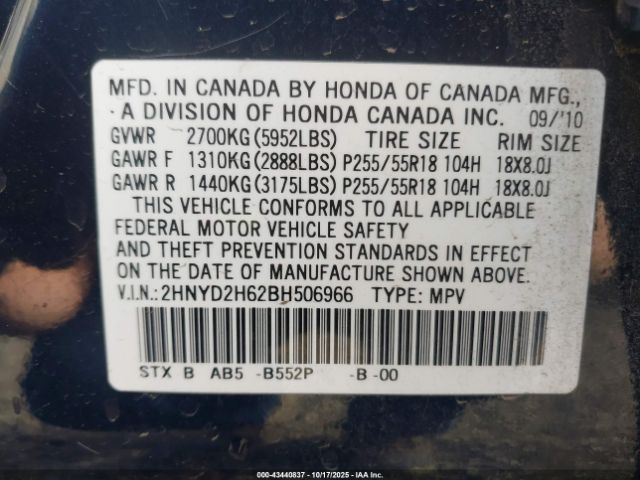 MFD. IN CANADA BY HONDA OF CANADA MFG.,
A DIVISION OF HONDA CANADA INC. 09/'10
GVWR 2700KG(5952LBS) TIRE SIZE RIM SIZE
GAWR F 1310KG(2888LBS) P255/55R18 104H 18X8.0J
GAWR R 1440KG(3175LBS) P255/55R18 104H 18X8.0J
THIS VEHICLE CONFORMS TO ALL APPLICABLE
FEDERAL MOTOR VEHICLE SAFETY
AND THEFT PREVENTION STANDARDS IN EFFECT
ON THE DATE OF MANUFACTURE SHOWN ABOVE.
V.I.N.:2HNYD2H62BH506966 TYPE: MPV
STX B AB5 -B552P -B -00
000-43440837 - 10/17/2025 - IAA Inc.